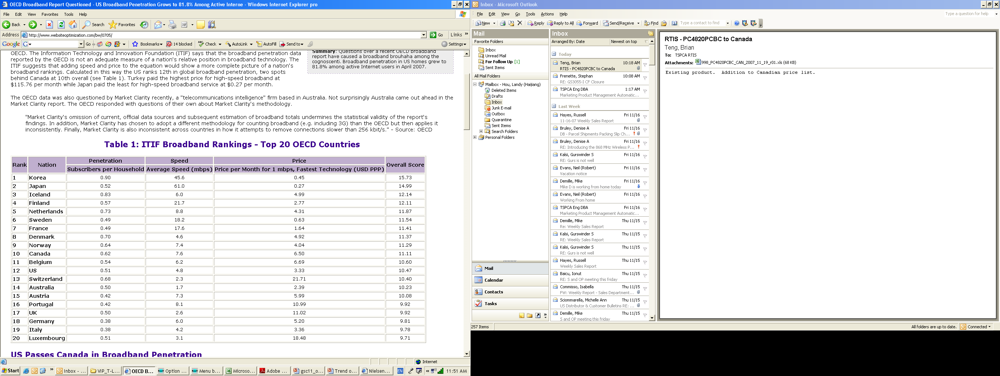 OECD Broadband Report Questioned - US Broadband Penetration Grows to 81.8% Among Active Interne - Windows Internet Explorer pro
File Edit View Favorites Tools Help
Back Search Favorites
Address http://www.websiteoptimization.com/bw/0705/ Go Links »
Google G Go Bookmarks 14 blocked Check AutoLink AutoFill Send to Settings
OECD. The Information Technology and Innovation Foundation (ITIF) says that the broadband penetration data
reported by the OECD is not an adequate measure of a nation's relative position in broadband technology. The
ITIF suggests that adding speed and price to the equation would show a more complete picture of a nation's
broadband rankings. Calculated in this way the US ranks 12th in global broadband penetration, two spots
behind Canada at 10th overall (see Table 1). Turkey paid the highest price for high-speed broadband at
$115.76 per month while Japan paid the least for high-speed broadband service at $0.27 per month.
Summary: Questions over a recent OECD broadband
report have caused a broadband brouhaha among the
cognoscenti. Broadband penetration in US homes grew to
81.8% among active Internet users in April 2007.
The OECD data was also questioned by Market Clarity recently, a "telecommunications intelligence" firm based in Australia. Not surprisingly Australia came out ahead in the
Market Clarity report. The OECD responded with questions of their own about Market Clarity's methodology.
"Market Clarity's omission of current, official data sources and subsequent estimation of broadband totals undermines the statistical validity of the report's
findings. In addition, Market Clarity has chosen to adopt a different methodology for counting broadband (e.g. including 3G) than the OECD but then applies it
inconsistently. Finally, Market Clarity is also inconsistent across countries in how it attempts to remove connections slower than 256 kbit/s." - Source: OECD
Table 1: ITIF Broadband Rankings - Top 20 OECD Countries
Rank Nation Penetration Speed Price Overall Score
Subscribers per Household Average Speed (mbps) Price per Month for 1 mbps, Fastest Technology (USD PPP)
1 Korea 0.90 45.6 0.45 15.73
2 Japan 0.52 61.0 0.27 14.99
3 Iceland 0.83 6.0 4.99 12.14
4 Finland 0.57 21.7 2.77 12.11
5 Netherlands 0.73 8.8 4.31 11.87
6 Sweden 0.49 18.2 0.63 11.54
7 France 0.49 17.6 1.64 11.41
8 Denmark 0.70 4.6 4.92 11.37
9 Norway 0.64 7.4 4.04 11.29
10 Canada 0.62 7.6 6.50 11.11
11 Belgium 0.54 6.2 6.69 10.60
12 US 0.51 4.8 3.33 10.47
13 Switzerland 0.68 2.3 21.71 10.40
14 Australia 0.50 1.7 2.39 10.23
15 Austria 0.42 7.3 5.99 10.08
16 Portugal 0.42 8.1 10.99 9.92
17 UK 0.50 2.6 11.02 9.92
18 Germany 0.38 6.0 5.20 9.81
19 Italy 0.38 4.2 3.36 9.78
20 Luxembourg 0.51 3.1 18.48 9.71
US Passes Canada in Broadband Penetration
Internet
Start » Inbox - ... VIP_T-L... OECD B... Option ... Menu b... Microso... Adobe ... gsc11_o... Trend o... Nielsen... EN « 11:51 AM
Inbox - Microsoft Outlook
File Edit View Go Tools Actions Help Type a question for help
New Reply Reply to All Forward Send/Receive Find Type a contact to find
Mail
Favorite Folders
Inbox
Unread Mail
For Follow Up [1]
Sent Items
All Mail Folders
Mailbox - Hou, Landy (Haijiang)
Deleted Items
Drafts
Inbox
Junk E-mail
Outbox
Quarantine
Sent Items
Search Folders
Personal Folders
Mail
Calendar
Contacts
Tasks
Inbox
Arranged By: Date Newest on top
Today
Teng, Brian 10:18 AM
RTIS - PC4820PCBC to Canada
Frenette, Stephan 10:08 AM
RE: GS3055-I CF Closure
TSPCA Eng DBA 1:17 AM
Marketing Product Management Automatic...
Last Week
Hayes, Russell Fri 11/16
11-16-07 Weekly Sales Report
Bruley, Denise A Fri 11/16
DB - Parcel Shipments Packing Slip Ch...
Bruley, Denise A Fri 11/16
RE: Introducing the 868 MHz Wireless P...
Kalsi, Gurswinder S Fri 11/16
RE: Gurs is not well
Evans, Neil (Robert) Fri 11/16
Vacation notice
Demille, Mike Fri 11/16
Mike D is working from home today
Evans, Neil (Robert) Fri 11/16
Working From home
TSPCA Eng DBA Fri 11/16
Marketing Product Management Automatic...
Demille, Mike Thu 11/15
Re: Weekly Sales Report
Kalsi, Gurswinder S Thu 11/15
RE: Weekly Sales Report
Kalsi, Gurswinder S Thu 11/15
RE: Gurs is not well
Hayes, Russell Thu 11/15
Weekly Sales Report
Baicu, Ionut Thu 11/15
RE: S and OP meeting this friday
Commisso, Isabella Thu 11/15
FW: Weekly Report - Sales Department...
Sciommarella, Michelle Ann Thu 11/15
US Distributor & Customer Bulletins RE: ...
Demille, Mike Thu 11/15
S and OP meeting this friday
RTIS - PC4820PCBC to Canada
Teng, Brian
To: TSPCA RTIS
Attachments: 998_PC4820PCBC_CAN_2007_11_19_r01.xls (68 KB)
Existing product. Addition to Canadian price list.
257 Items All folders are up to date. Connected